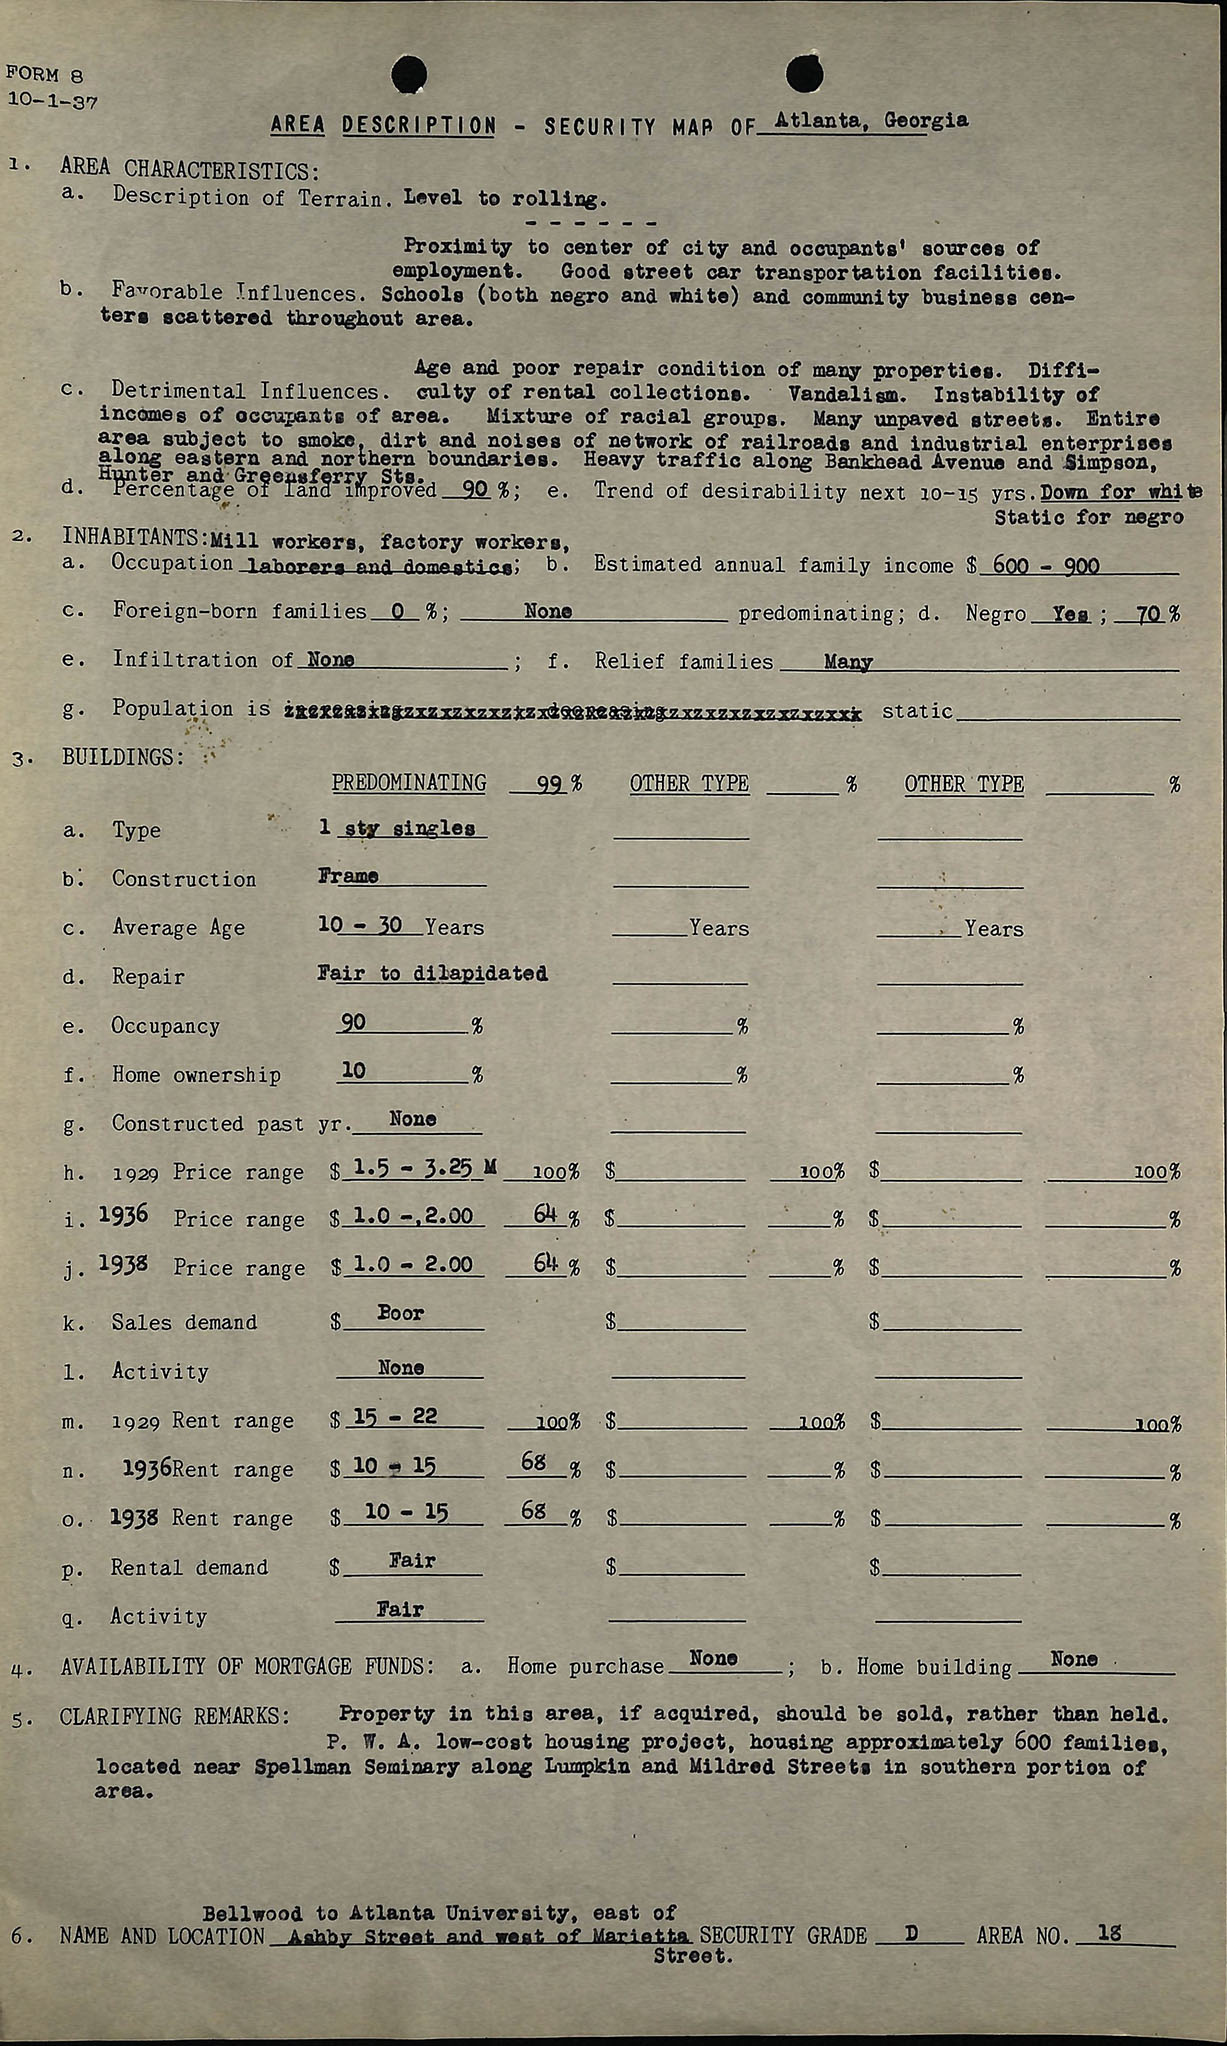 FORM 8
10-1-37
AREA DESCRIPTION - SECURITY MAP OF Atlanta, Georgia
1. AREA CHARACTERISTICS:
a. Description of Terrain. Level to rolling.
- - - - - -
Proximity to center of city and occupants' sources of
employment. Good street car transportation facilities.
b. Favorable Influences. Schools (both negro and white) and community business cen-
ters scattered throughout area.
Age and poor repair condition of many properties. Diffi-
c. Detrimental Influences. culty of rental collections. Vandalism. Instability of
incomes of occupants of area. Mixture of racial groups. Many unpaved streets. Entire
area subject to smoke, dirt and noises of network of railroads and industrial enterprises
along eastern and northern boundaries. Heavy traffic along Bankhead Avenue and Simpson,
Hunter and Greensferry Sts.
d. Percentage of land improved 90 %; e. Trend of desirability next 10-15 yrs. Down for white
Static for negro
2. INHABITANTS: Mill workers, factory workers,
a. Occupation laborers and domestics; b. Estimated annual family income $ 600 - 900
c. Foreign-born families 0 %; None predominating; d. Negro Yes ; 70 %
e. Infiltration of None ; f. Relief families Many
g. Population is static
3. BUILDINGS:
PREDOMINATING 99 % OTHER TYPE % OTHER TYPE %
a. Type 1 sty singles
b. Construction Frame
c. Average Age 10 - 30 Years Years Years
d. Repair Fair to dilapidated
e. Occupancy 90 % % %
f. Home ownership 10 % % %
g. Constructed past yr. None
h. 1929 Price range $ 1.5 - 3.25 M 100% $ 100% $ 100%
i. 1936 Price range $ 1.0 -,2.00 64 % $ % $ %
j. 1938 Price range $ 1.0 - 2.00 64 % $ % $ %
k. Sales demand $ Poor $ $
l. Activity None
m. 1929 Rent range $ 15 - 22 100% $ 100% $ 100%
n. 1936 Rent range $ 10 - 15 68 % $ % $ %
o. 1938 Rent range $ 10 - 15 68 % $ % $ %
p. Rental demand $ Fair $ $
q. Activity Fair
4. AVAILABILITY OF MORTGAGE FUNDS: a. Home purchase None ; b. Home building None
5. CLARIFYING REMARKS: Property in this area, if acquired, should be sold, rather than held.
P. W. A. low-cost housing project, housing approximately 600 families,
located near Spellman Seminary along Lumpkin and Mildred Streets in southern portion of
area.
Bellwood to Atlanta University, east of
6. NAME AND LOCATION Ashby Street and west of Marietta SECURITY GRADE D AREA NO. 18
Street.